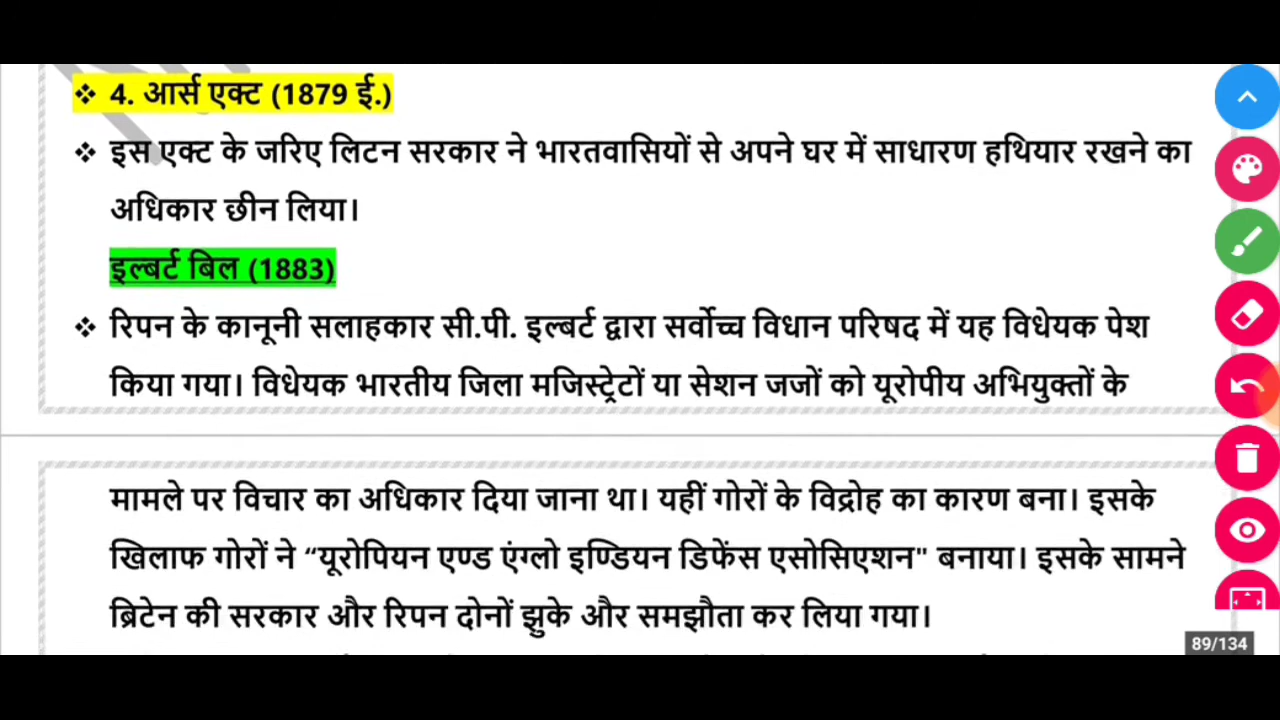 ❖ 4. आर्स एक्ट (1879 ई.)
❖ इस एक्ट के जरिए लिटन सरकार ने भारतवासियों से अपने घर में साधारण हथियार रखने का
अधिकार छीन लिया।
इल्बर्ट बिल (1883)
❖ रिपन के कानूनी सलाहकार सी.पी. इल्बर्ट द्वारा सर्वोच्च विधान परिषद में यह विधेयक पेश
किया गया। विधेयक भारतीय जिला मजिस्ट्रेटों या सेशन जजों को यूरोपीय अभियुक्तों के
मामले पर विचार का अधिकार दिया जाना था। यहीं गोरों के विद्रोह का कारण बना। इसके
खिलाफ गोरों ने “यूरोपियन एण्ड एंग्लो इण्डियन डिफेंस एसोसिएशन" बनाया। इसके सामने
ब्रिटेन की सरकार और रिपन दोनों झुके और समझौता कर लिया गया।
89/134